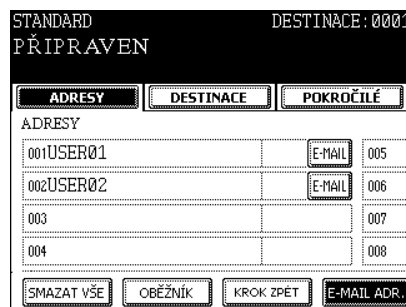 STANDARD DESTINACE:0001
PŘIPRAVEN
ADRESY DESTINACE POKROČILÉ
ADRESY
001USER01 E-MAIL 005
002USER02 E-MAIL 006
003 007
004 008
SMAZAT VŠE OBĚŽNÍK KROK ZPĚT E-MAIL ADR.